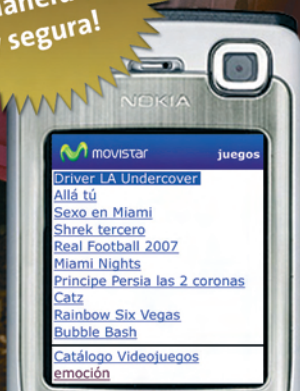 segura!
NOKIA
movistar
juegos
Driver LA Undercover
Allá tú
Sexo en Miami
Shrek tercero
Real Football 2007
Miami Nights
Principe Persia las 2 coronas
Catz
Rainbow Six Vegas
Bubble Bash
Catálogo Videojuegos
emoción